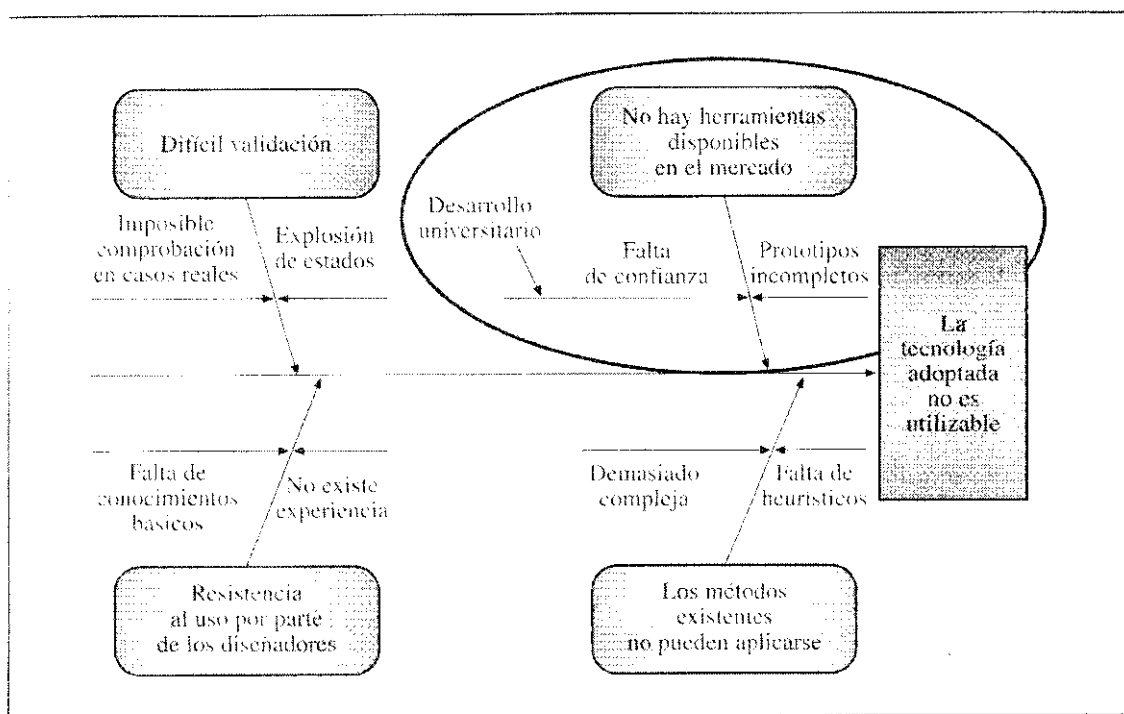 Difícil validación
No hay herramientas
disponibles
en el mercado
Imposible
comprobación
en casos reales
Explosión
de estados
Desarrollo
universitario
Falta
de confianza
Prototipos
incompletos
La
tecnología
adoptada
no es
utilizable
Falta de
conocimientos
básicos
No existe
experiencia
Demasiado
compleja
Falta de
heurísticos
Resistencia
al uso por parte
de los diseñadores
Los métodos
existentes
no pueden aplicarse